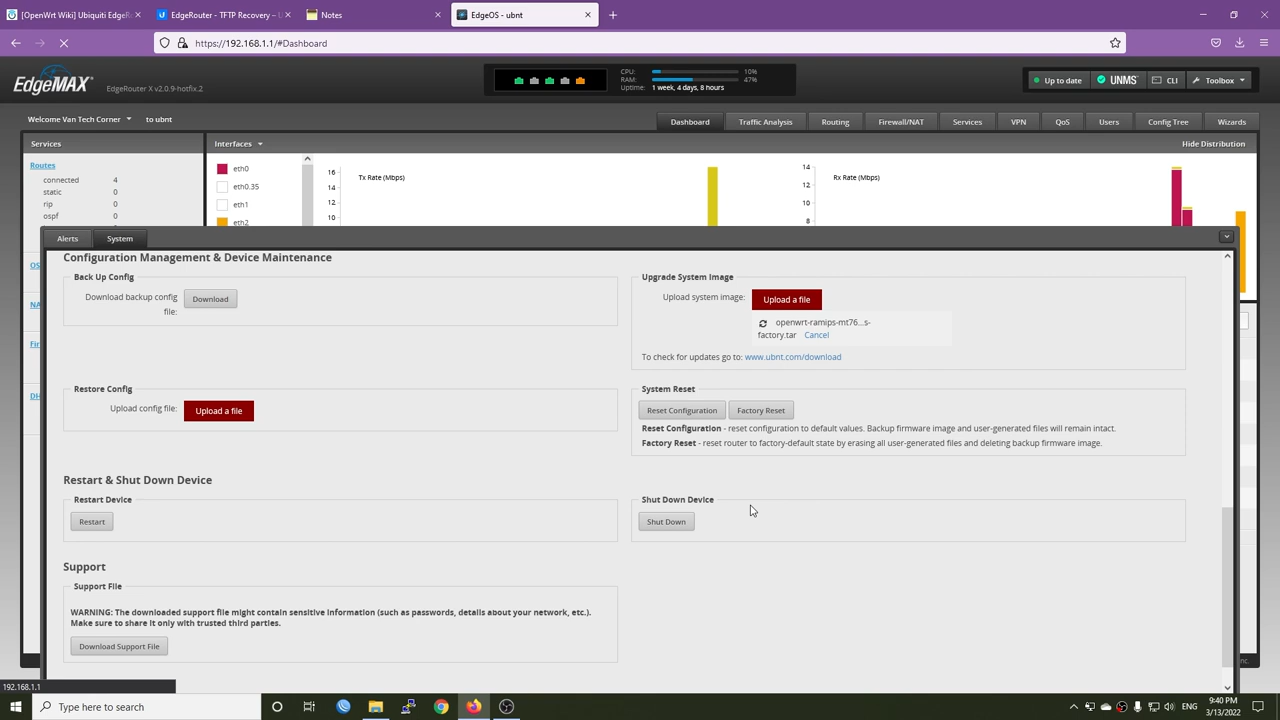 [OpenWrt Wiki] Ubiquiti EdgeR
EdgeRouter - TFTP Recovery –
Notes
EdgeOS - ubnt
https://192.168.1.1/#Dashboard
EdgeMAX
EdgeRouter X v2.0.9-hotfix.2
CPU: 10%
RAM: 47%
Uptime: 1 week, 4 days, 8 hours
Up to date
UNMS
CLI
Toolbox
Welcome Van Tech Corner to ubnt
Dashboard
Traffic Analysis
Routing
Firewall/NAT
Services
VPN
QoS
Users
Config Tree
Wizards
Services
Interfaces
Hide Distribution
Routes
connected 4
static 0
rip 0
ospf 0
eth0
eth0.35
eth1
eth2
16
14
12
10
Tx Rate (Mbps)
14
12
10
8
Rx Rate (Mbps)
OS
NA
Fir
DH
Alerts
System
Configuration Management & Device Maintenance
Back Up Config
Download backup config
file:
Download
Upgrade System Image
Upload system image:
Upload a file
openwrt-ramips-mt76...s-
factory.tar Cancel
To check for updates go to: www.ubnt.com/download
Restore Config
Upload config file:
Upload a file
System Reset
Reset Configuration
Factory Reset
Reset Configuration - reset configuration to default values. Backup firmware image and user-generated files will remain intact.
Factory Reset - reset router to factory-default state by erasing all user-generated files and deleting backup firmware image.
Restart & Shut Down Device
Restart Device
Restart
Shut Down Device
Shut Down
Support
Support File
WARNING: The downloaded support file might contain sensitive information (such as passwords, details about your network, etc.).
Make sure to share it only with trusted third parties.
Download Support File
nc.
192.168.1.1
Type here to search
9:40 PM
3/13/2022